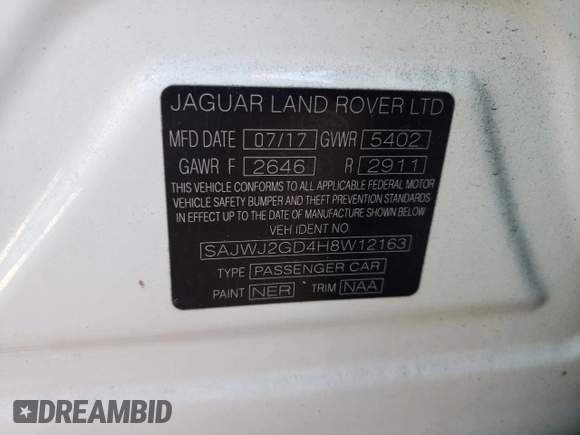 JAGUAR LAND ROVER LTD
MFD DATE 07/17 GVWR 5402
GAWR F 2646 R 2911
THIS VEHICLE CONFORMS TO ALL APPLICABLE FEDERAL MOTOR
VEHICLE SAFETY BUMPER AND THEFT PREVENTION STANDARDS
IN EFFECT UP TO THE DATE OF MANUFACTURE SHOWN BELOW
VEH IDENT NO
SAJWJ2GD4H8W12163
TYPE PASSENGER CAR
PAINT NER TRIM NAA
DREAMBID